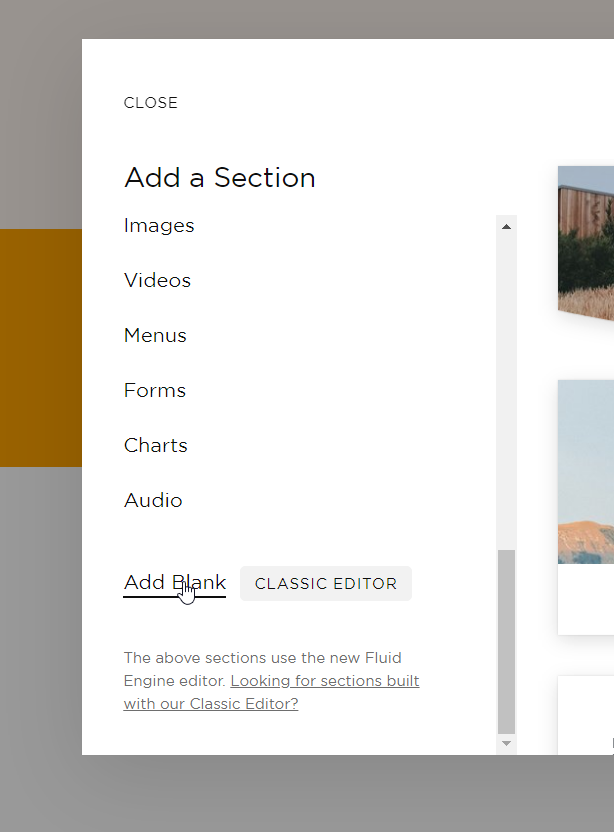 CLOSE
Add a Section
Images
Videos
Menus
Forms
Charts
Audio
Add Blank CLASSIC EDITOR
The above sections use the new Fluid
Engine editor. Looking for sections built
with our Classic Editor?